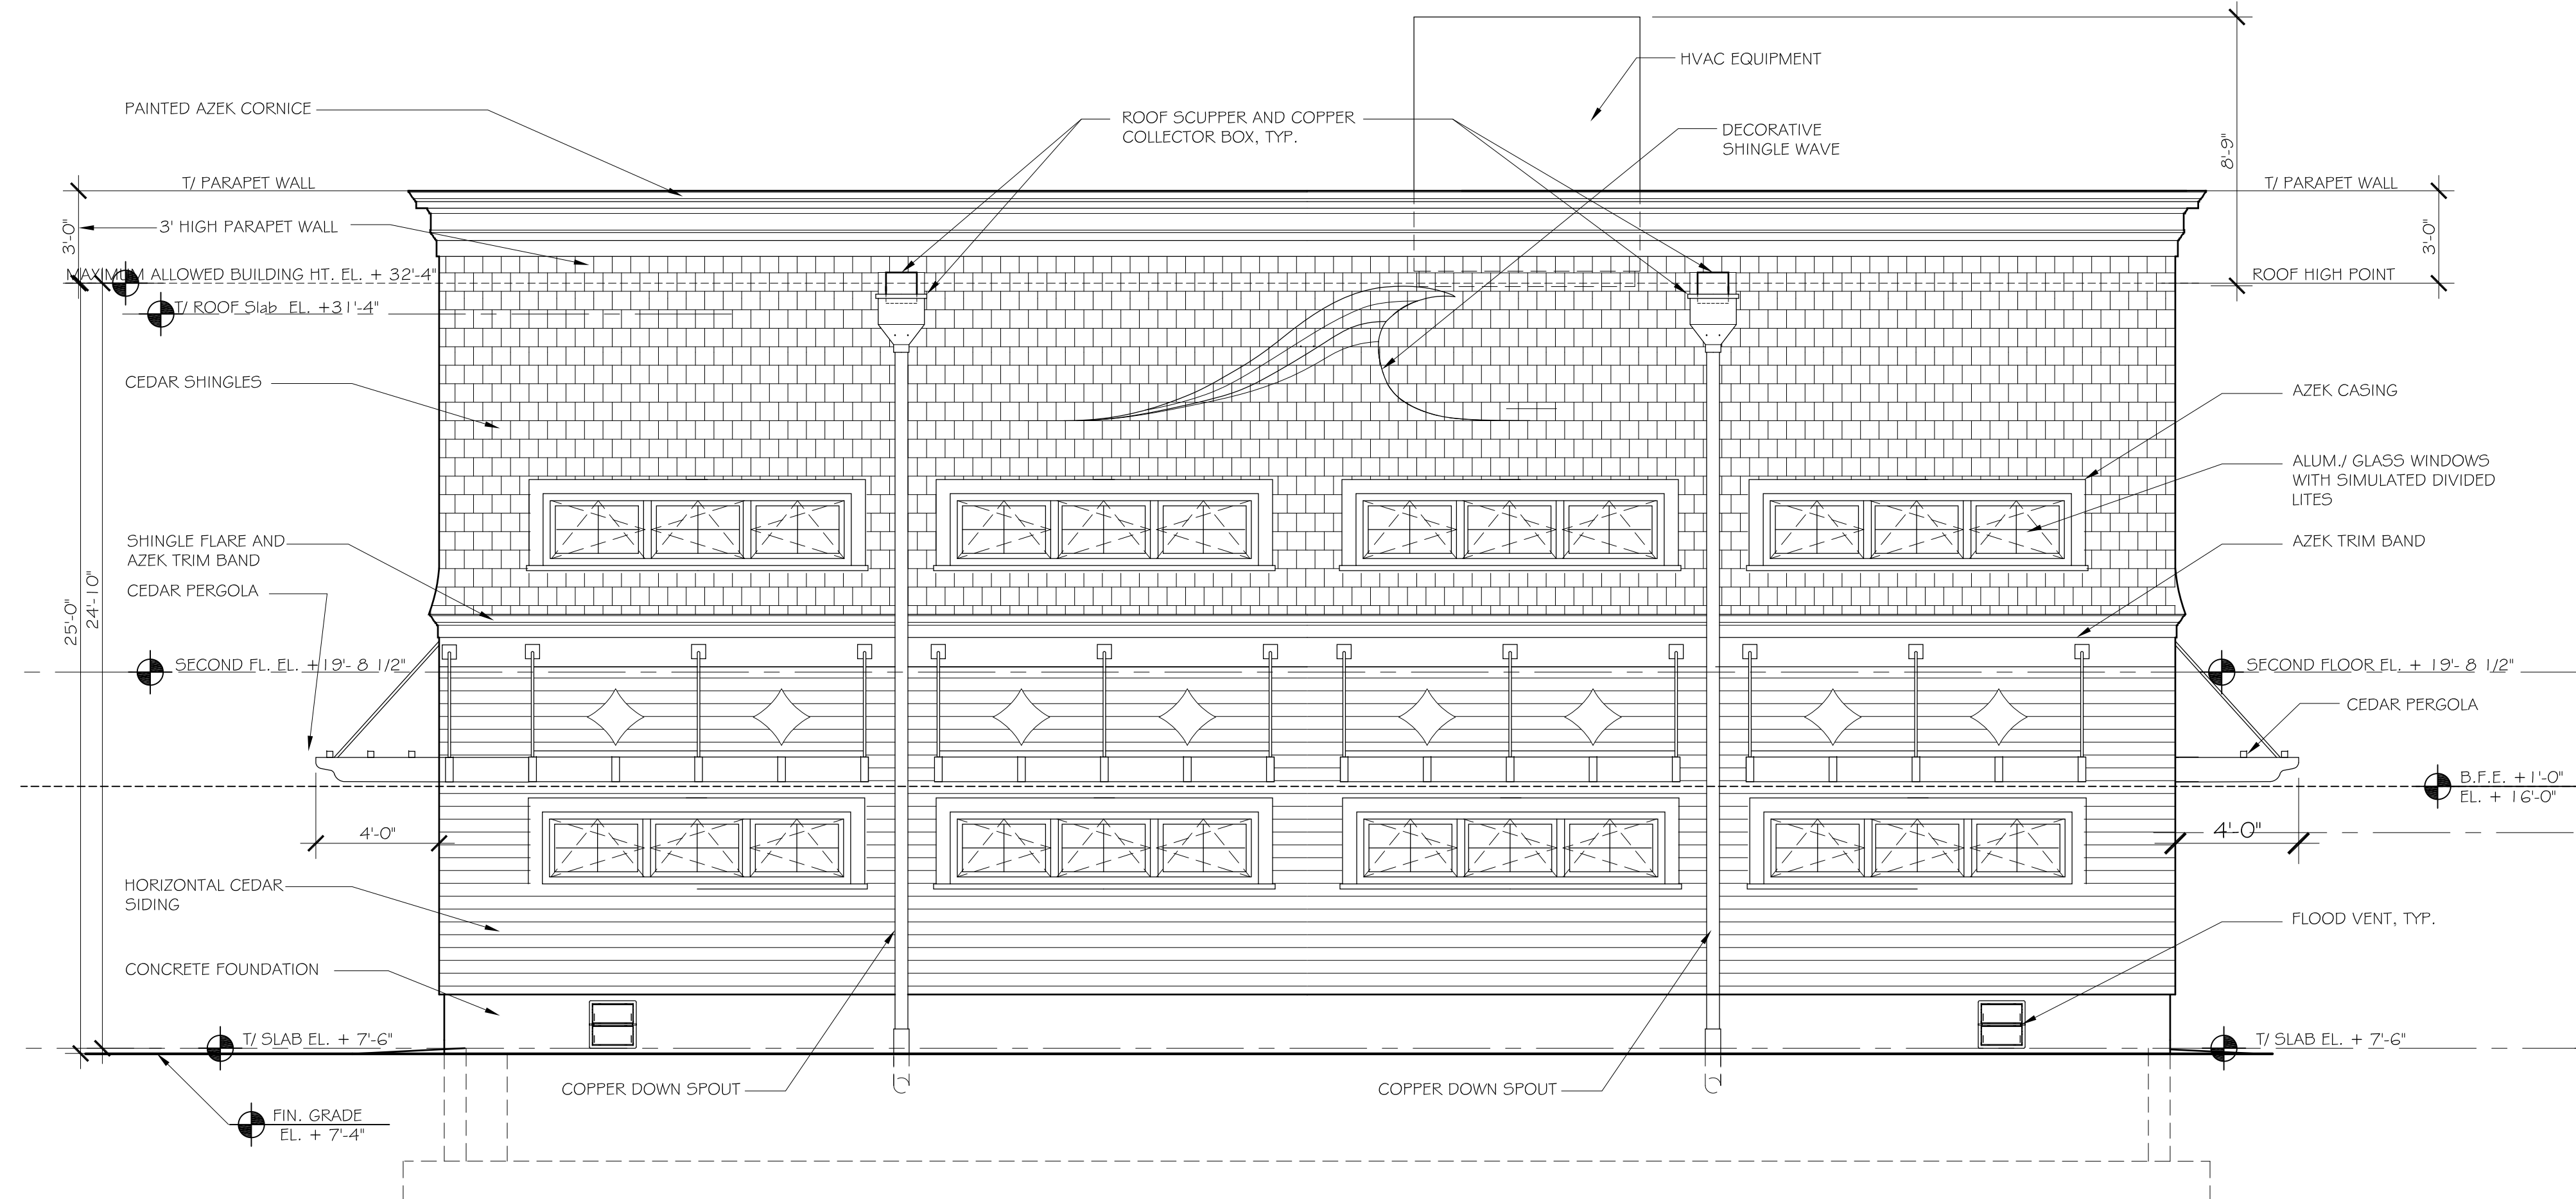 HVAC EQUIPMENT
PAINTED AZEK CORNICE
ROOF SCUPPER AND COPPER
COLLECTOR BOX, TYP.
DECORATIVE
SHINGLE WAVE
8'-9"
T/ PARAPET WALL
T/ PARAPET WALL
3'-0"
3' HIGH PARAPET WALL
3'-0"
MAXIMUM ALLOWED BUILDING HT. EL. + 32'-4"
ROOF HIGH POINT
T/ ROOF Slab EL. +31'-4"
CEDAR SHINGLES
AZEK CASING
ALUM./ GLASS WINDOWS
WITH SIMULATED DIVIDED
LITES
SHINGLE FLARE AND
AZEK TRIM BAND
AZEK TRIM BAND
CEDAR PERGOLA
25'-0"
24'-10"
SECOND FL. EL. +19'- 8 1/2"
SECOND FLOOR EL. + 19'- 8 1/2"
CEDAR PERGOLA
B.F.E. +1'-0"
EL. + 16'-0"
4'-0"
4'-0"
HORIZONTAL CEDAR
SIDING
FLOOD VENT, TYP.
CONCRETE FOUNDATION
T/ SLAB EL. + 7'-6"
T/ SLAB EL. + 7'-6"
COPPER DOWN SPOUT
COPPER DOWN SPOUT
FIN. GRADE
EL. + 7'-4"